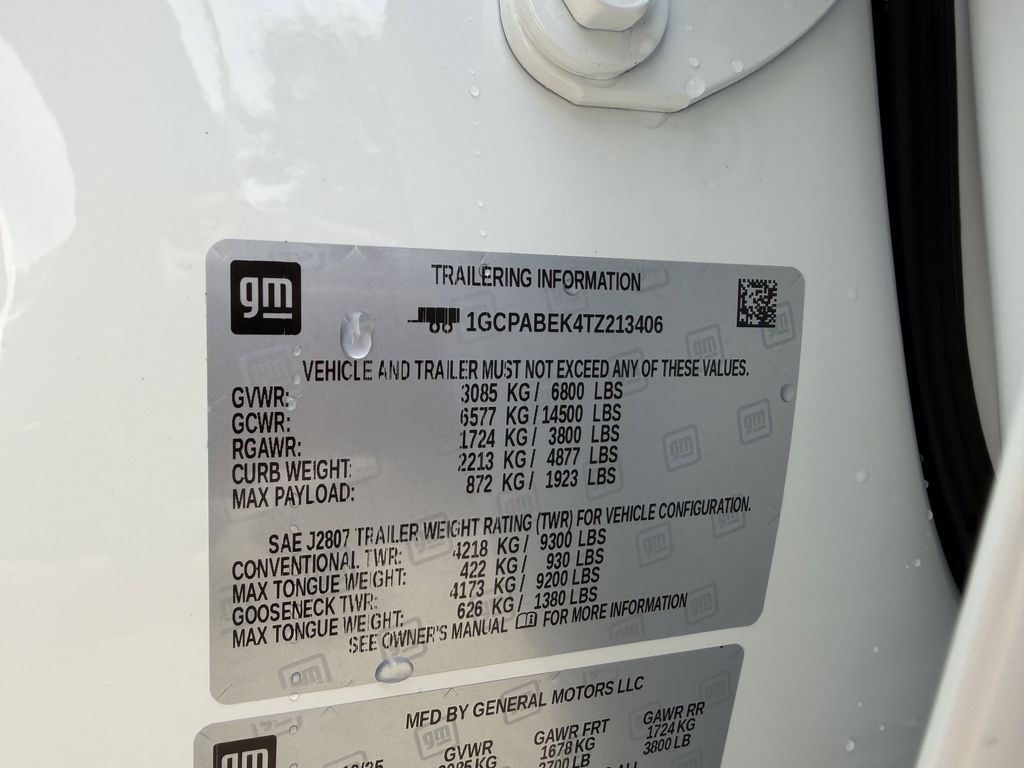 gm
TRAILERING INFORMATION
1GCPABEK4TZ213406
VEHICLE AND TRAILER MUST NOT EXCEED ANY OF THESE VALUES.
GVWR: 3085 KG / 6800 LBS
GCWR: 6577 KG / 14500 LBS
RGAWR: 1724 KG / 3800 LBS
CURB WEIGHT: 2213 KG / 4877 LBS
MAX PAYLOAD: 872 KG / 1923 LBS
SAE J2807 TRAILER WEIGHT RATING (TWR) FOR VEHICLE CONFIGURATION.
CONVENTIONAL TWR: 4218 KG / 9300 LBS
MAX TONGUE WEIGHT: 422 KG / 930 LBS
GOOSENECK TWR: 4173 KG / 9200 LBS
MAX TONGUE WEIGHT: 626 KG / 1380 LBS
SEE OWNER'S MANUAL FOR MORE INFORMATION
MFD BY GENERAL MOTORS LLC
gm
GVWR GAWR FRT GAWR RR
1678 KG 1724 KG
3800 LB